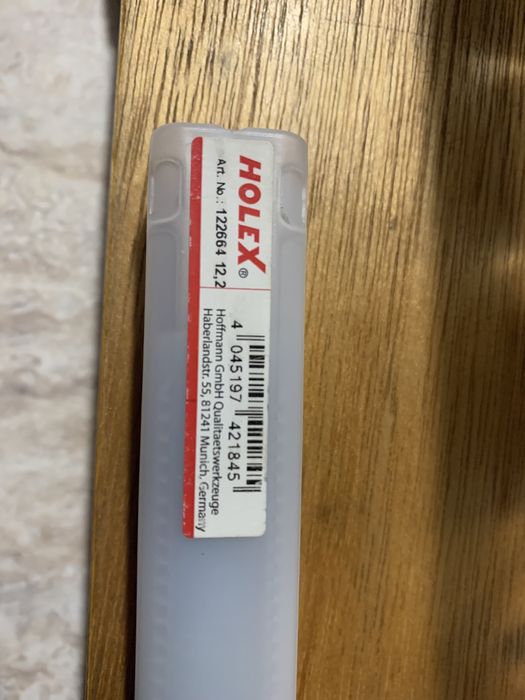 HOLEX®
Art. No.: 122664 12,2
4 045197 421845
Hoffmann GmbH Qualitaetswerkzeuge
Haberlandstr. 55, 81241 Munich, Germany